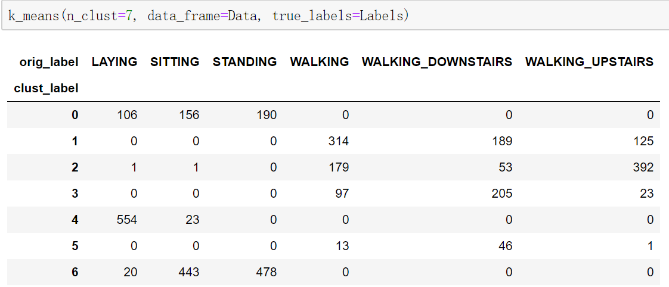 k_means(n_clust=7, data_frame=Data, true_labels=Labels)
orig_label LAYING SITTING STANDING WALKING WALKING_DOWNSTAIRS WALKING_UPSTAIRS
clust_label
0 106 156 190 0 0 0
1 0 0 0 314 189 125
2 1 1 0 179 53 392
3 0 0 0 97 205 23
4 554 23 0 0 0 0
5 0 0 0 13 46 1
6 20 443 478 0 0 0